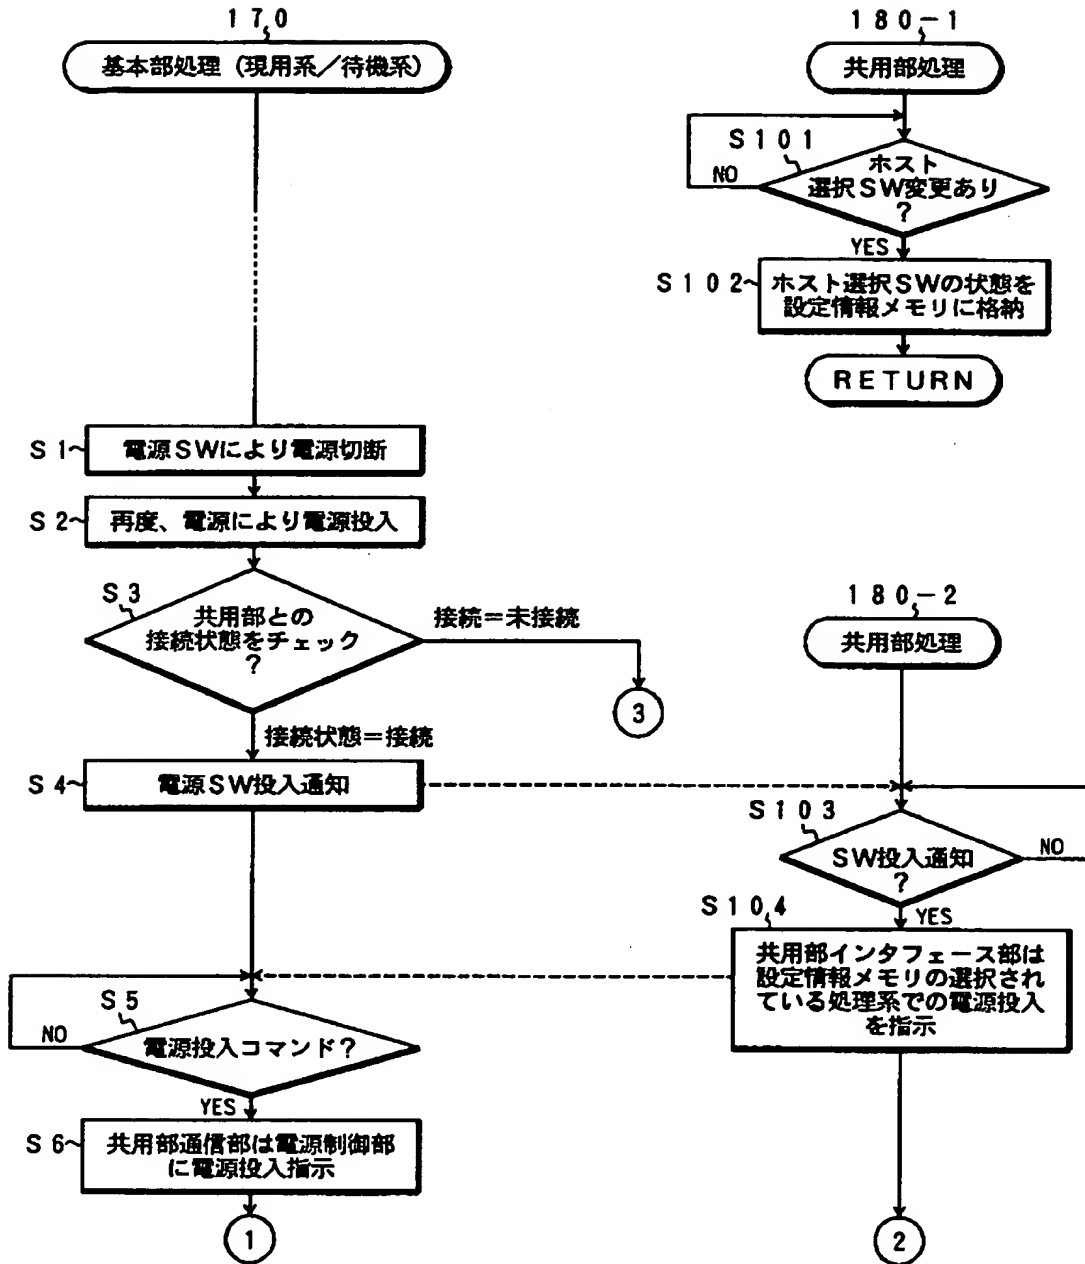 170
基本部処理（現用系／待機系）
S1
電源SWにより電源切断
S2
再度、電源により電源投入
S3
共用部との
接続状態をチェック
？
接続＝未接続
3
接続状態＝接続
S4
電源SW投入通知
S5
電源投入コマンド？
NO
YES
S6
共用部通信部は電源制御部
に電源投入指示
1
180-1
共用部処理
S101
ホスト
選択SW変更あり
？
NO
YES
S102
ホスト選択SWの状態を
設定情報メモリに格納
RETURN
180-2
共用部処理
S103
SW投入通知
？
NO
YES
S104
共用部インタフェース部は
設定情報メモリの選択され
ている処理系での電源投入
を指示
2